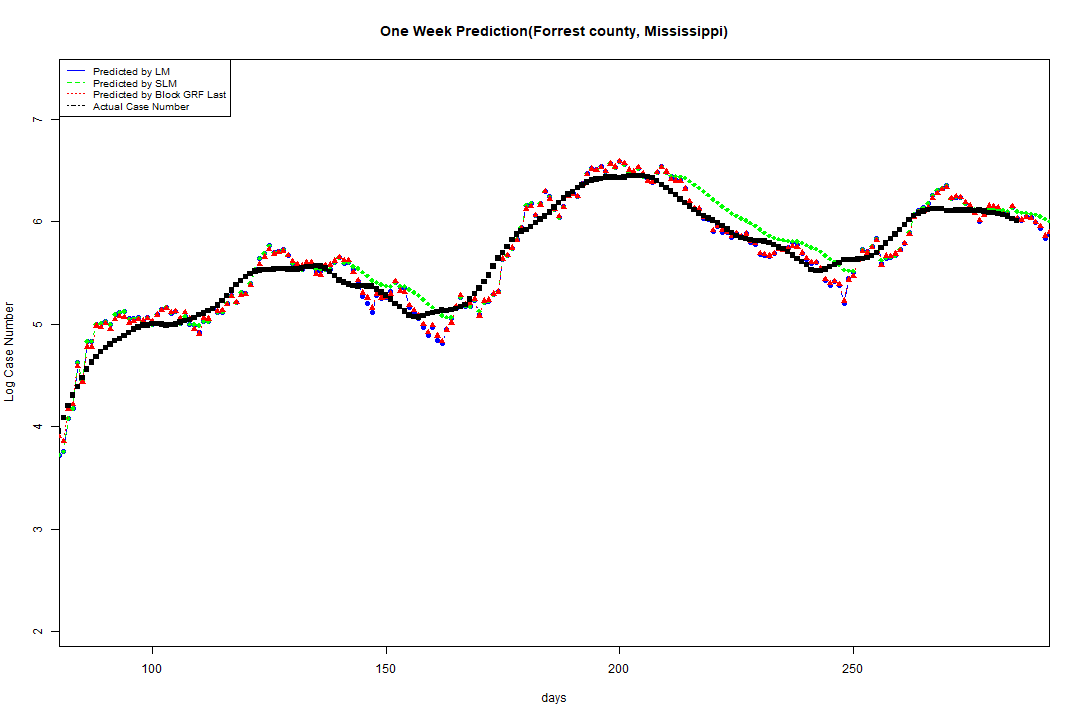 One Week Prediction(Forrest county, Mississippi)
Predicted by LM
Predicted by SLM
Predicted by Block GRF Last
Actual Case Number
7
6
5
4
3
2
Log Case Number
100 150 200 250
days